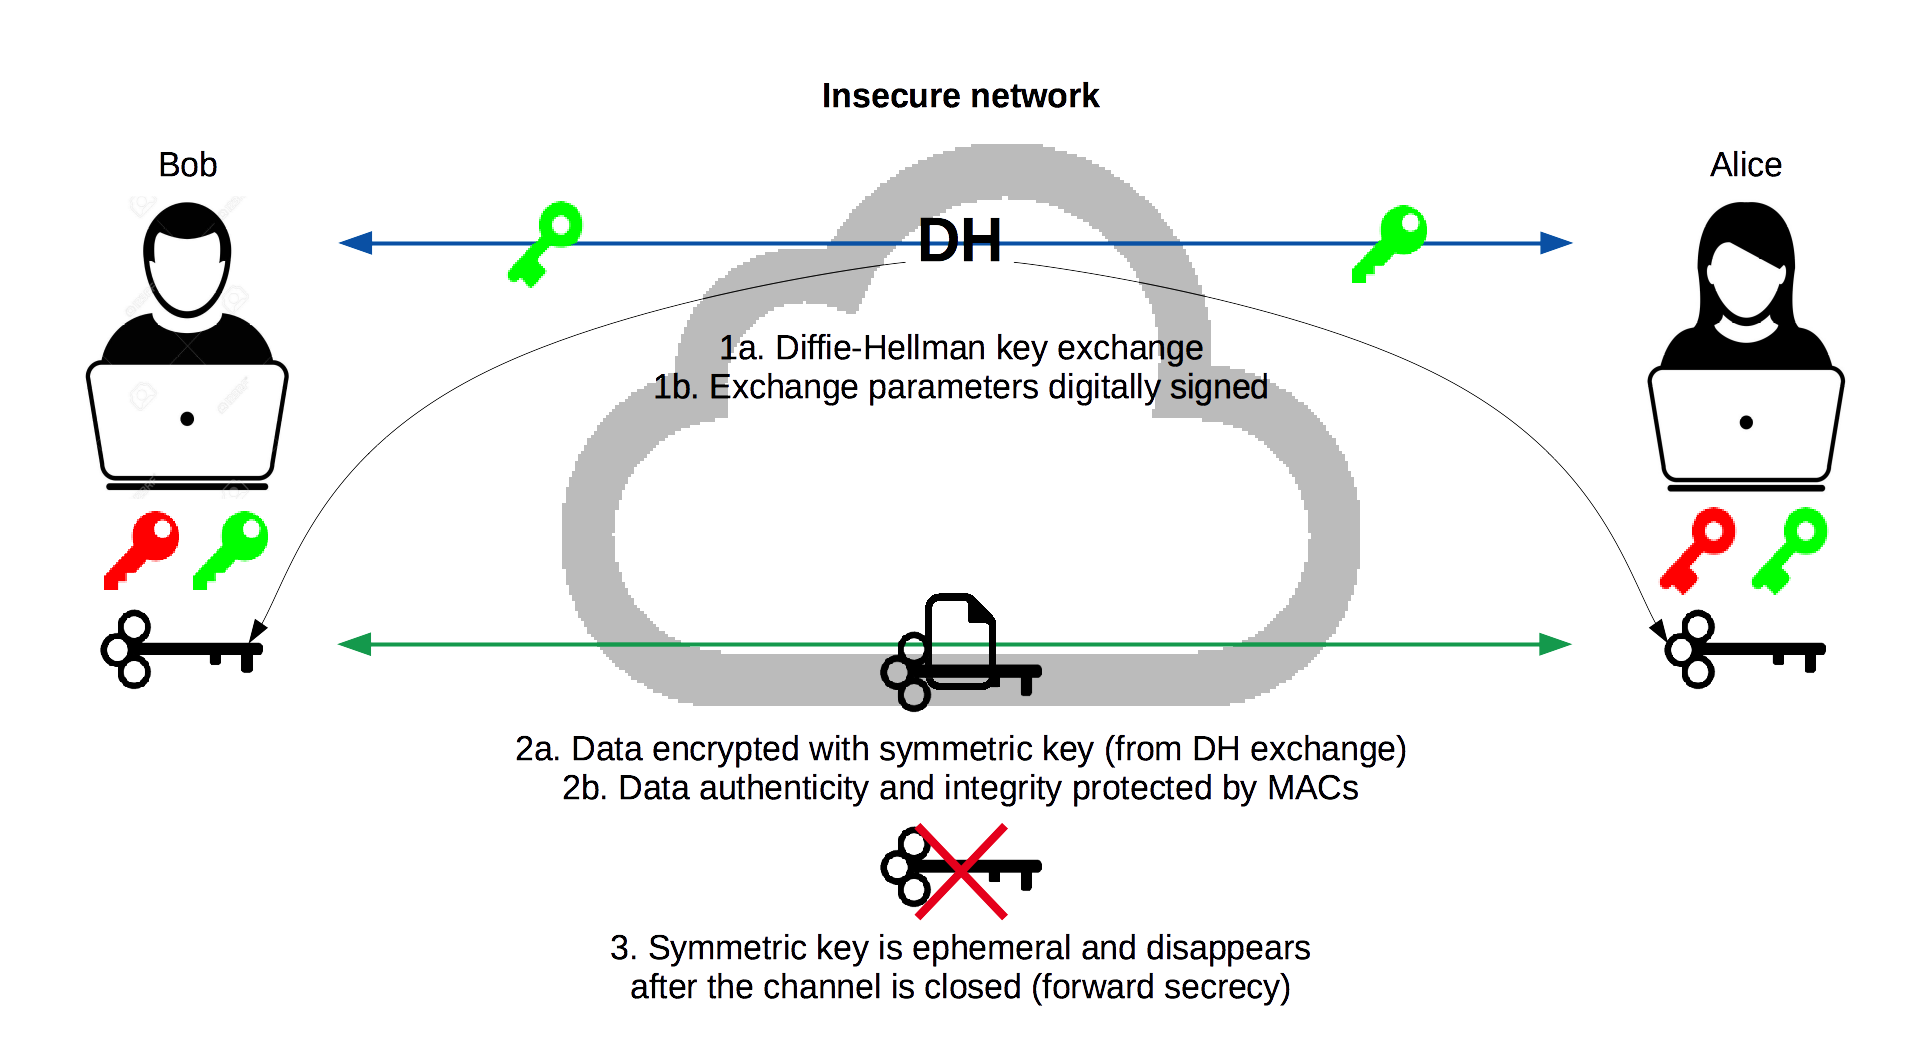 Insecure network
Bob
Alice
DH
1a. Diffie-Hellman key exchange
1b. Exchange parameters digitally signed
2a. Data encrypted with symmetric key (from DH exchange)
2b. Data authenticity and integrity protected by MACs
3. Symmetric key is ephemeral and disappears
after the channel is closed (forward secrecy)